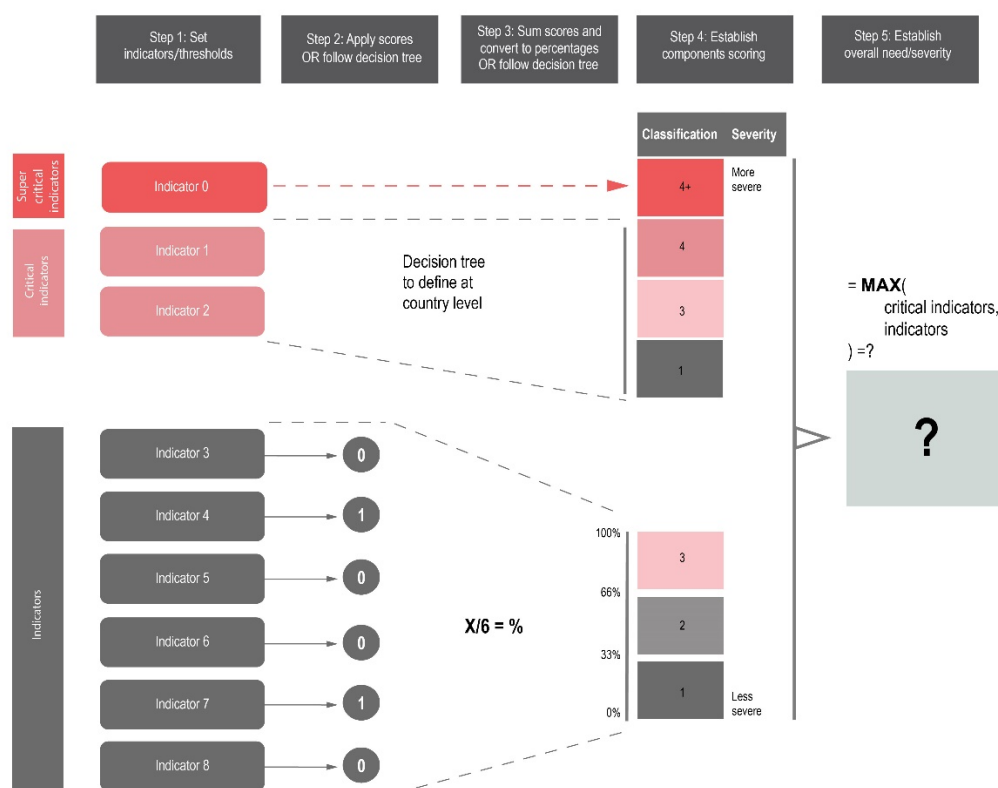 Step 1: Set
indicators/thresholds
Step 2: Apply scores
OR follow decision tree
Step 3: Sum scores and
convert to percentages
OR follow decision tree
Step 4: Establish
components scoring
Step 5: Establish
overall need/severity
Classification
Severity
Super
critical
indicators
Indicator 0
4+
More
severe
Critical
indicators
Indicator 1
4
Indicator 2
3
1
Decision tree
to define at
country level
= MAX(
critical indicators,
indicators
) =?
?
Indicators
Indicator 3
0
Indicator 4
1
Indicator 5
0
Indicator 6
0
Indicator 7
1
Indicator 8
0
X/6 = %
100%
3
66%
2
33%
1
0%
Less
severe